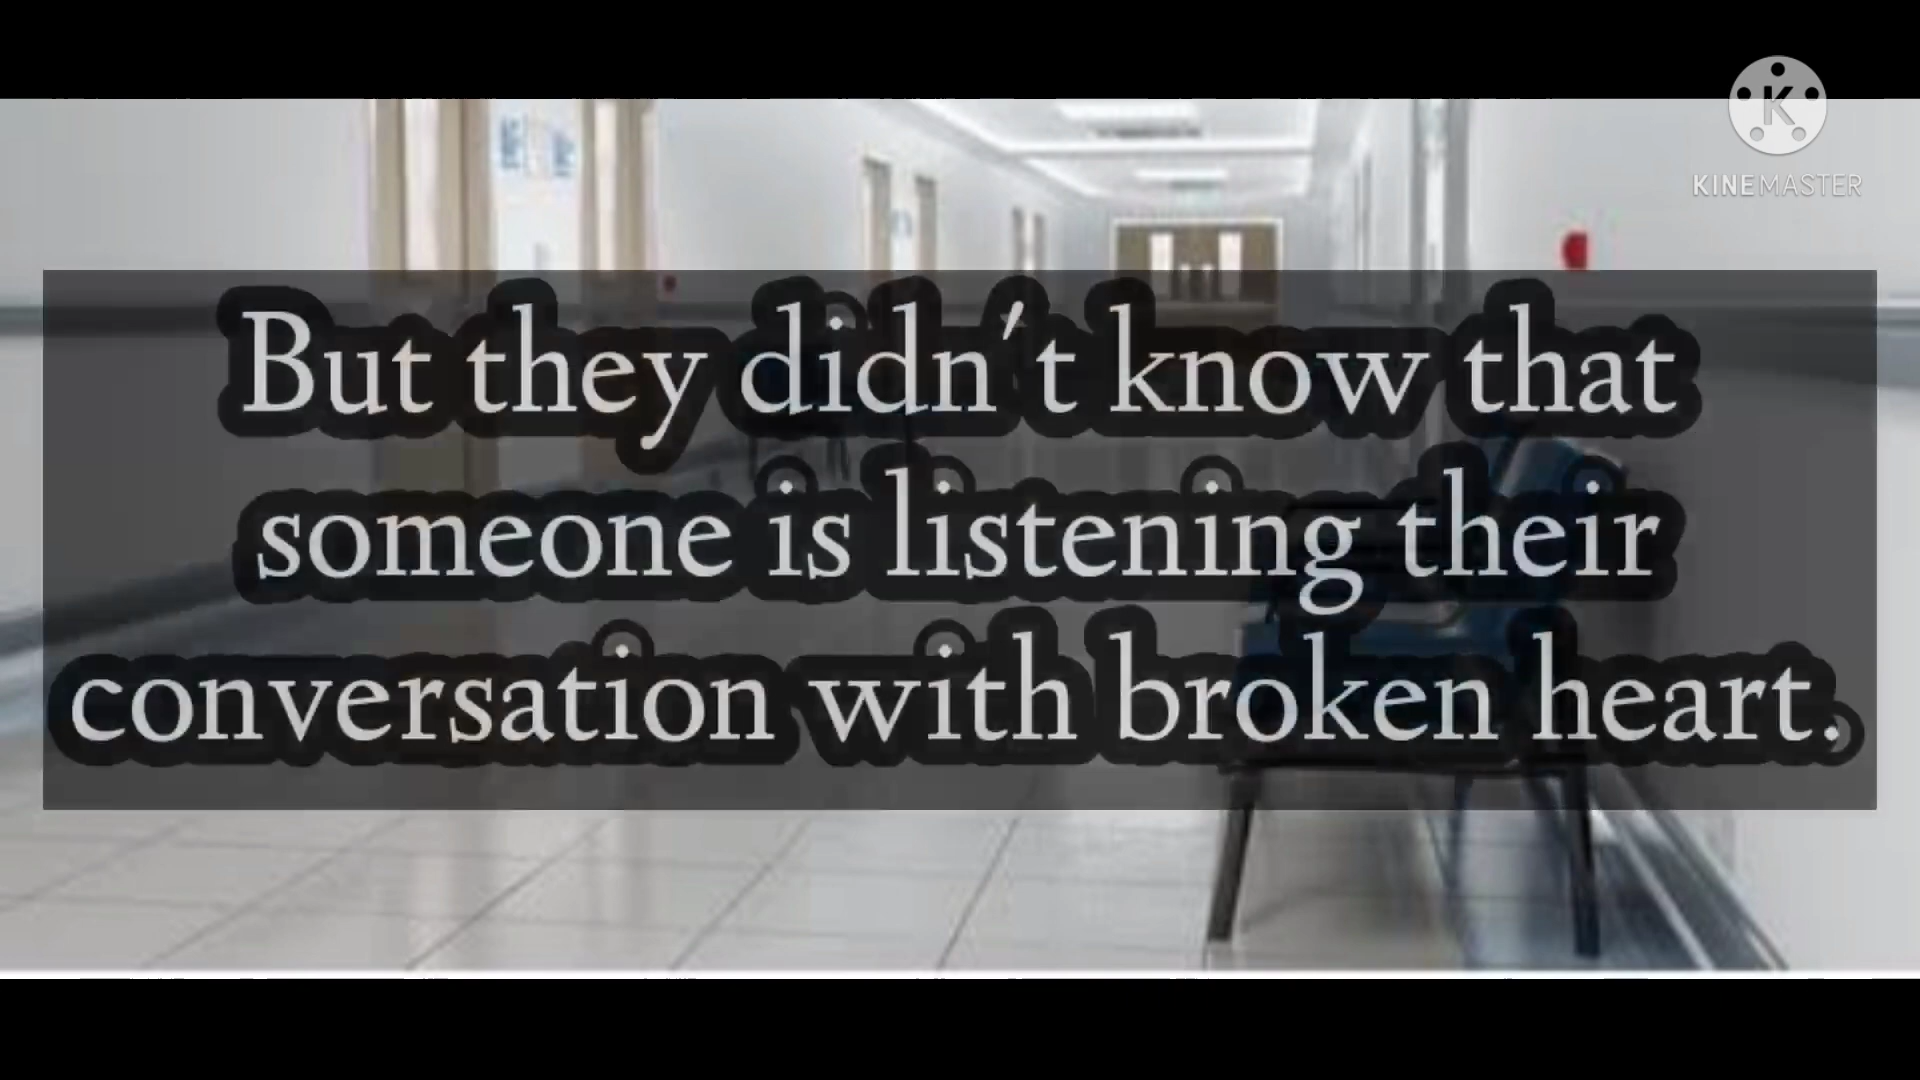 KINEMASTER
But they didn't know that
someone is listening their
conversation with broken heart.